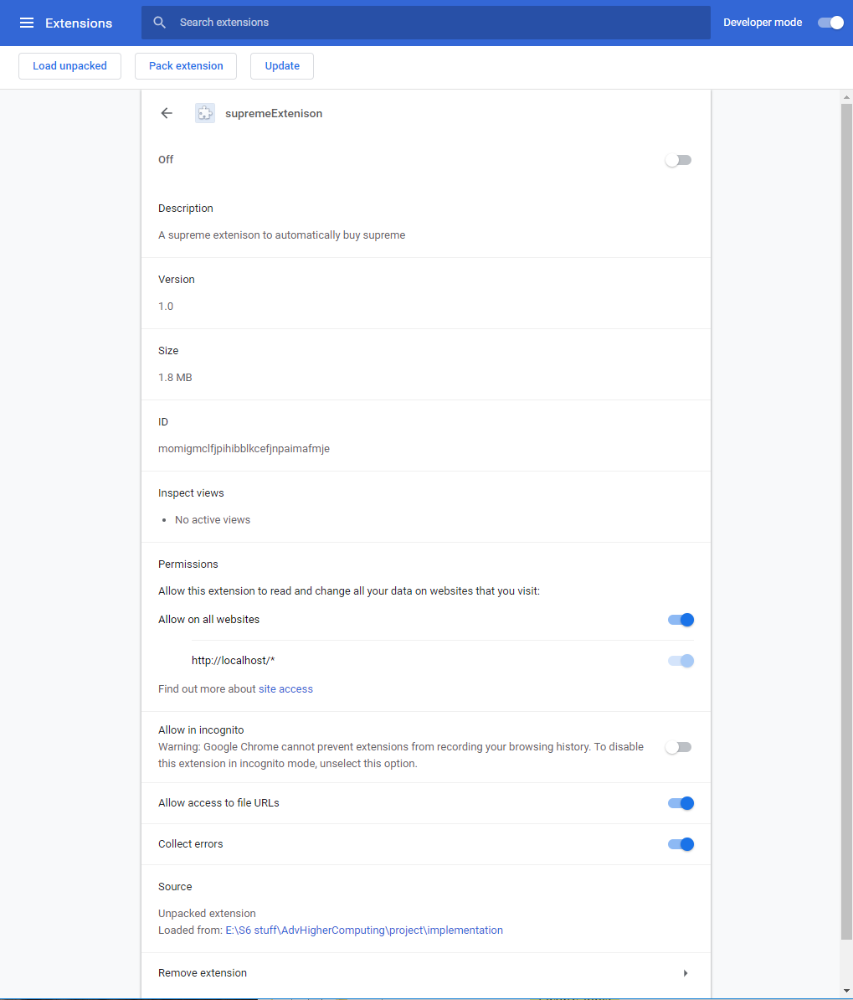 Extensions
Search extensions
Developer mode
Load unpacked
Pack extension
Update
supremeExtenison
Off
Description
A supreme extenison to automatically buy supreme
Version
1.0
Size
1.8 MB
ID
momigmclfjpihibblkcefjnpaimafmje
Inspect views
• No active views
Permissions
Allow this extension to read and change all your data on websites that you visit:
Allow on all websites
http://localhost/*
Find out more about site access
Allow in incognito
Warning: Google Chrome cannot prevent extensions from recording your browsing history. To disable
this extension in incognito mode, unselect this option.
Allow access to file URLs
Collect errors
Source
Unpacked extension
Loaded from: E:\S6 stuff\AdvHigherComputing\project\implementation
Remove extension